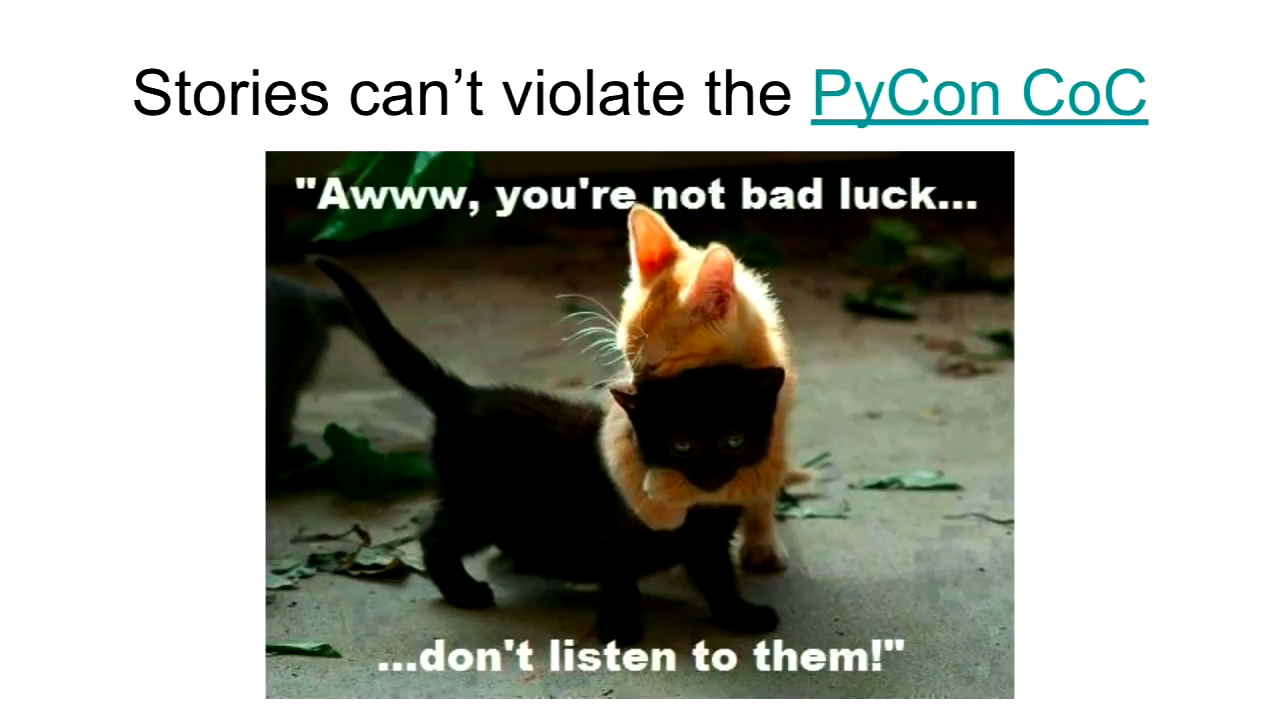 Stories can’t violate the PyCon CoC
"Awww, you're not bad luck...
...don't listen to them!"